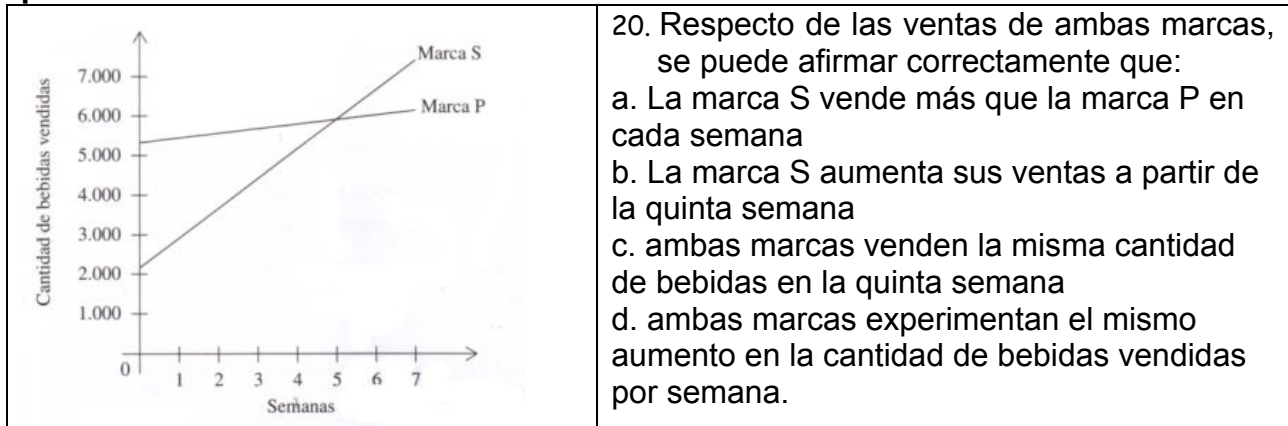 Cantidad de bebidas vendidas
7.000
6.000
5.000
4.000
3.000
2.000
1.000
0
1 2 3 4 5 6 7
Semanas
Marca S
Marca P
20. Respecto de las ventas de ambas marcas,
se puede afirmar correctamente que:
a. La marca S vende más que la marca P en
cada semana
b. La marca S aumenta sus ventas a partir de
la quinta semana
c. ambas marcas venden la misma cantidad
de bebidas en la quinta semana
d. ambas marcas experimentan el mismo
aumento en la cantidad de bebidas vendidas
por semana.